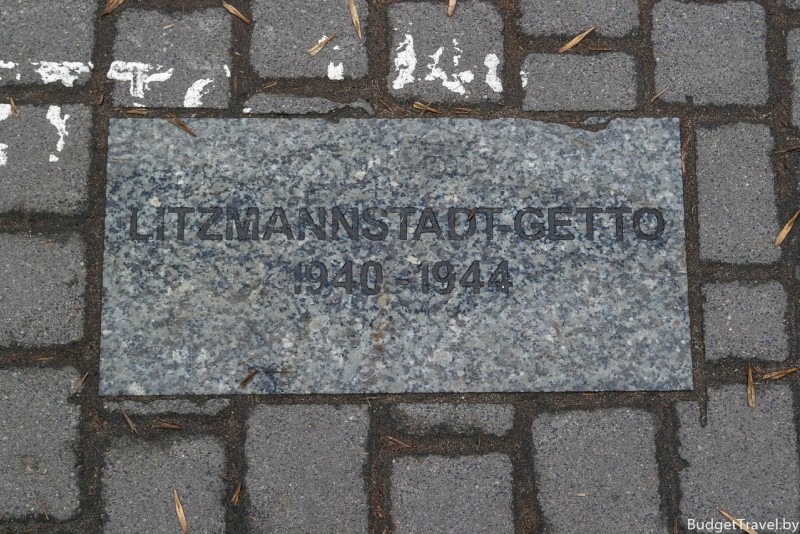 LITZMANNSTADT-GETTO
1940 - 1944
BudgetTravel.by